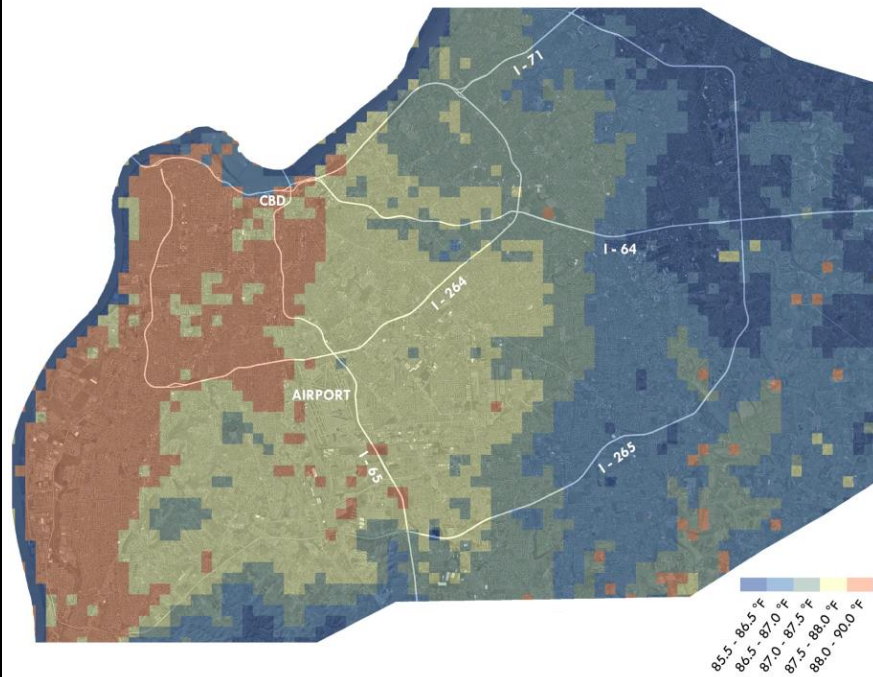 I - 71
CBD
I - 64
I - 264
AIRPORT
I - 65
I - 265
85.5 - 86.5 °F
86.5 - 87.0 °F
87.0 - 87.5 °F
87.5 - 88.0 °F
88.0 - 90.0 °F